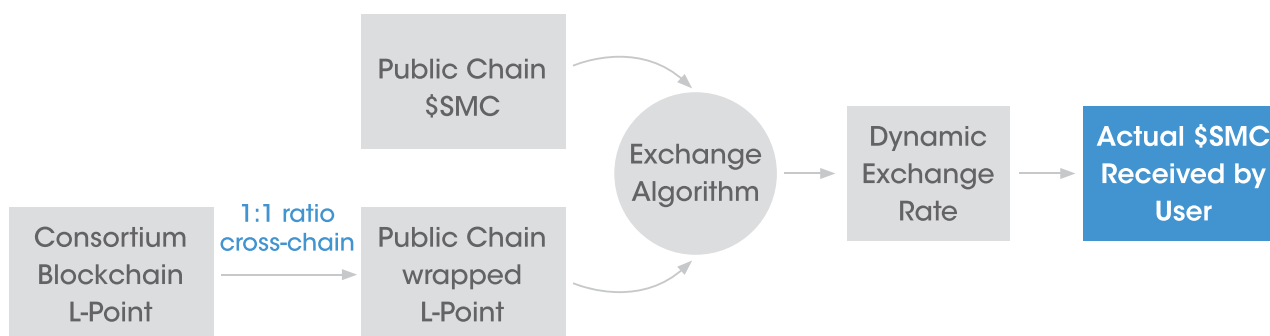 Public Chain
$SMC
Exchange
Algorithm
Dynamic
Exchange
Rate
Actual $SMC
Received by
User
Consortium
Blockchain
L-Point
1:1 ratio
cross-chain
Public Chain
wrapped
L-Point